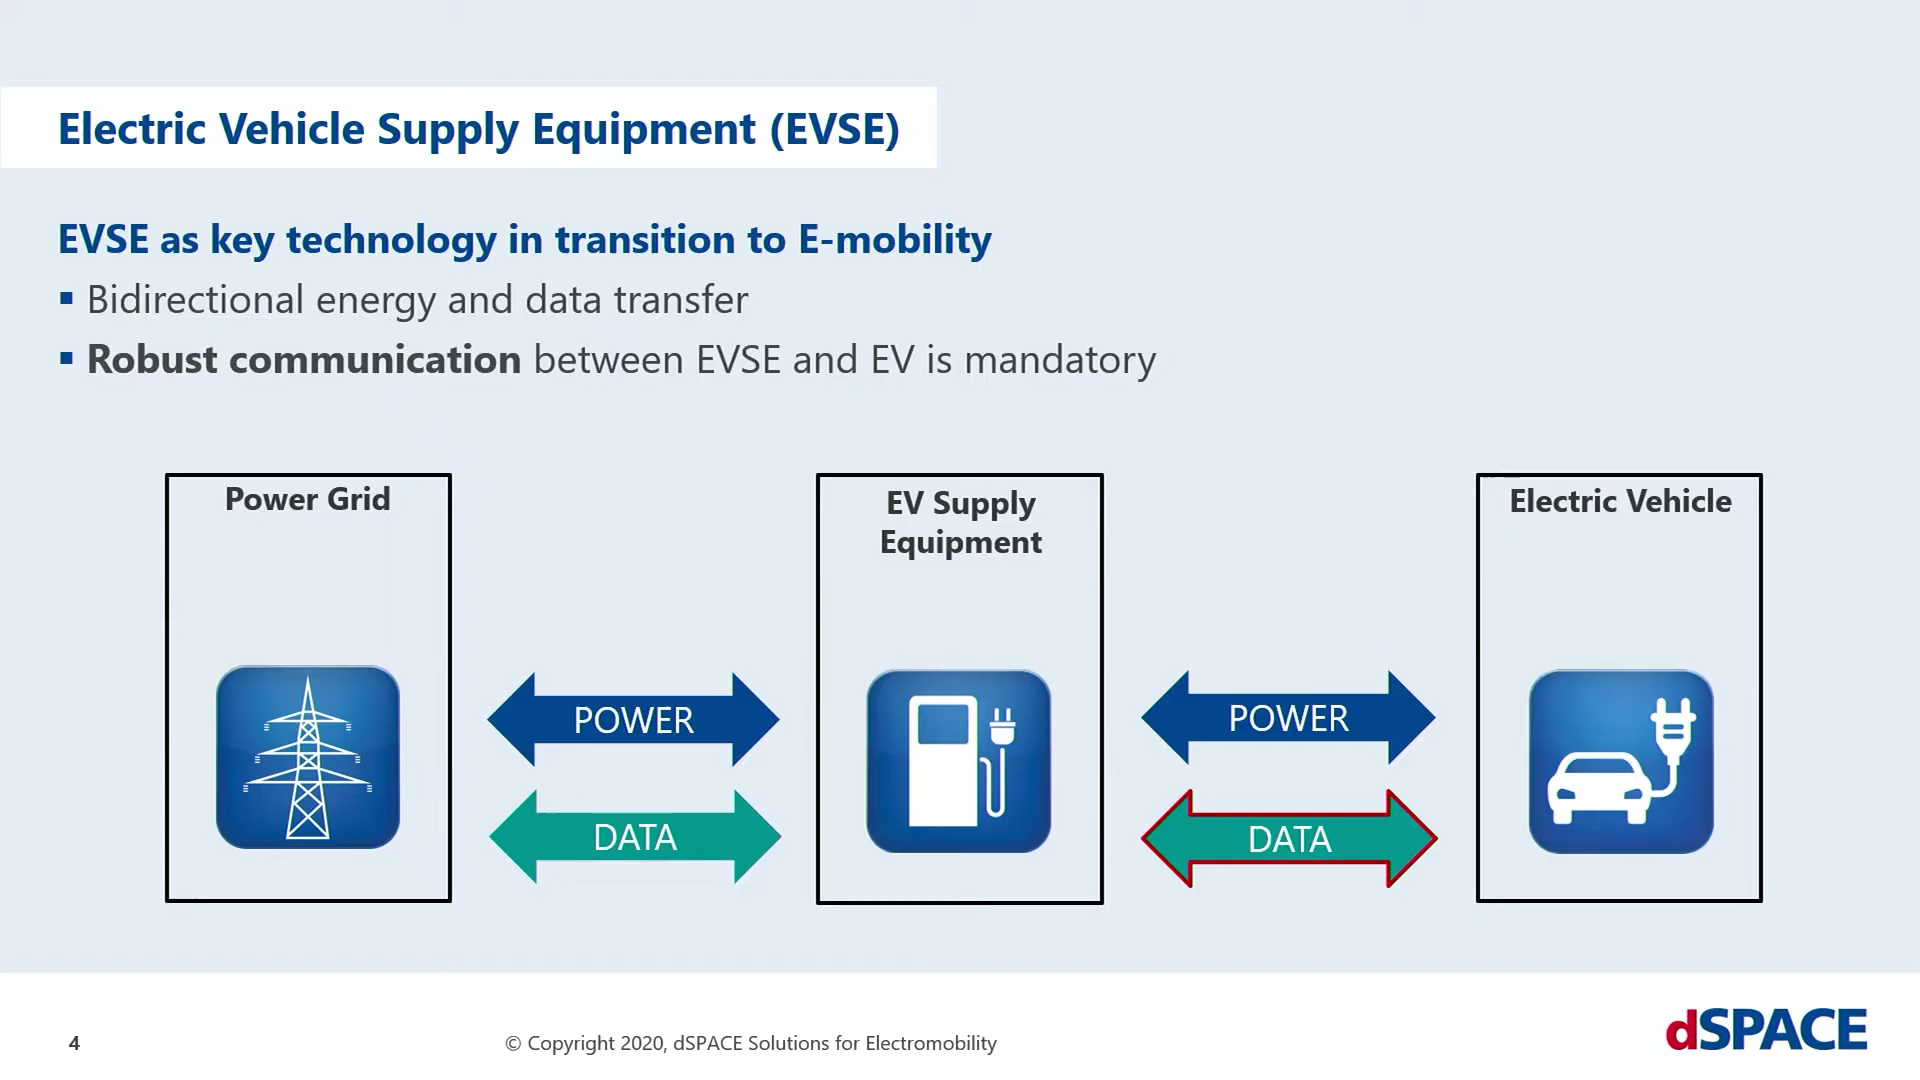 Electric Vehicle Supply Equipment (EVSE)
EVSE as key technology in transition to E-mobility
▪ Bidirectional energy and data transfer
▪ Robust communication between EVSE and EV is mandatory
Power Grid
EV Supply
Equipment
Electric Vehicle
POWER
POWER
DATA
DATA
4
© Copyright 2020, dSPACE Solutions for Electromobility
dSPACE